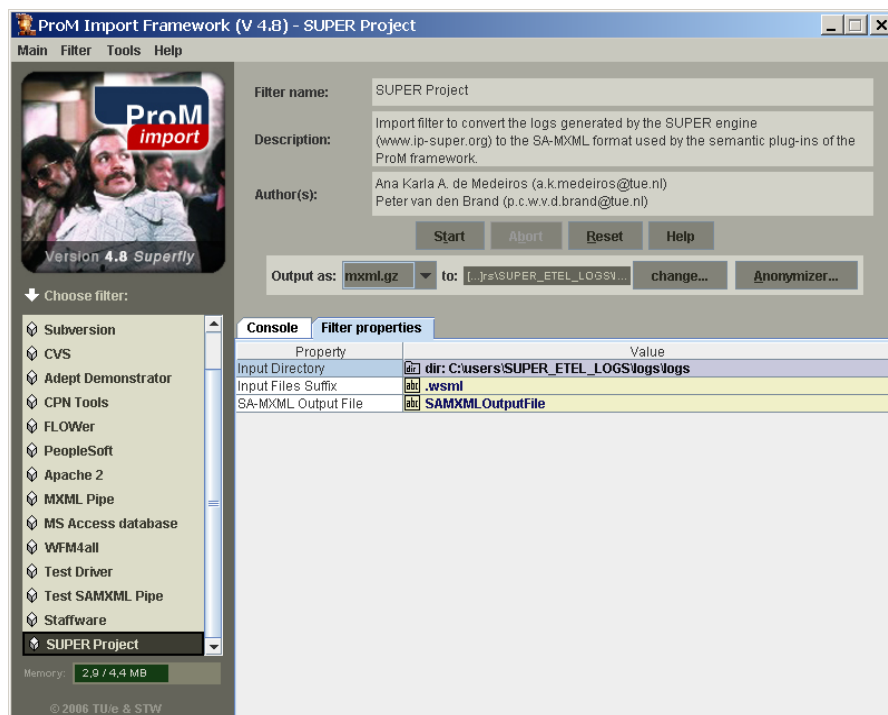 ProM Import Framework (V 4.8) - SUPER Project
Main Filter Tools Help
ProM
import
Version 4.8 Superfly
Choose filter:
Subversion
CVS
Adept Demonstrator
CPN Tools
FLOWer
PeopleSoft
Apache 2
MXML Pipe
MS Access database
WFM4all
Test Driver
Test SAMXML Pipe
Staffware
SUPER Project
Memory: 2,9 / 4,4 MB
© 2006 TU/e & STW
Filter name: SUPER Project
Description: Import filter to convert the logs generated by the SUPER engine
(www.ip-super.org) to the SA-MXML format used by the semantic plug-ins of the
ProM framework.
Author(s): Ana Karla A. de Medeiros (a.k.medeiros@tue.nl)
Peter van den Brand (p.c.w.v.d.brand@tue.nl)
Start Abort Reset Help
Output as: mxml.gz to: [...]rs\SUPER_ETEL_LOGS\l... change... Anonymizer...
Console Filter properties
Property Value
Input Directory dir dir: C:\users\SUPER_ETEL_LOGS\logs\logs
Input Files Suffix abc .wsml
SA-MXML Output File abc SAMXMLOutputFile